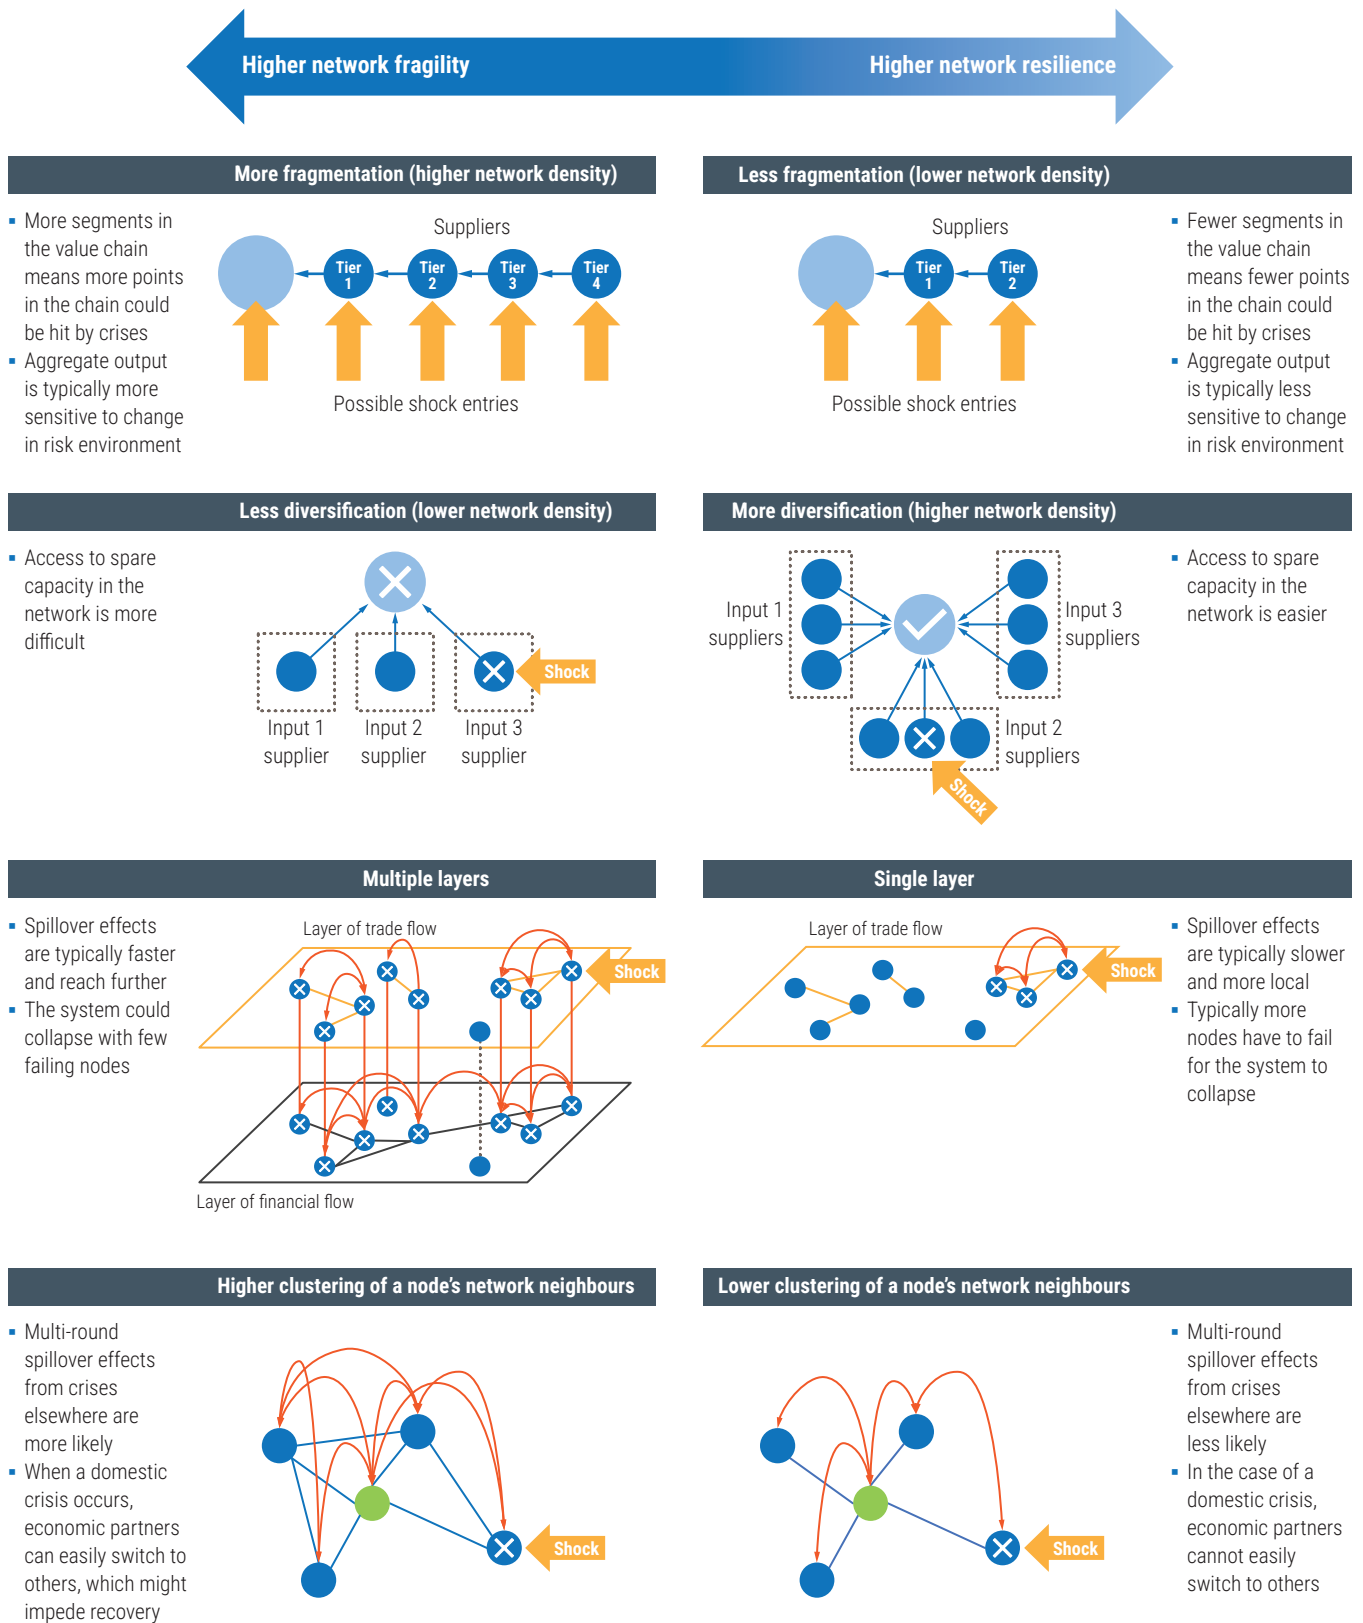 Higher network fragility
Higher network resilience
More fragmentation (higher network density)
▪ More segments in
the value chain
means more points
in the chain could
be hit by crises
▪ Aggregate output
is typically more
sensitive to change
in risk environment
Suppliers
Tier
1
Tier
2
Tier
3
Tier
4
Possible shock entries
Less fragmentation (lower network density)
Suppliers
Tier
1
Tier
2
Possible shock entries
▪ Fewer segments in
the value chain
means fewer points
in the chain could
be hit by crises
▪ Aggregate output
is typically less
sensitive to change
in risk environment
Less diversification (lower network density)
▪ Access to spare
capacity in the
network is more
difficult
Shock
Input 1
supplier
Input 2
supplier
Input 3
supplier
More diversification (higher network density)
Input 1
suppliers
Input 3
suppliers
Input 2
suppliers
Shock
▪ Access to spare
capacity in the
network is easier
Multiple layers
▪ Spillover effects
are typically faster
and reach further
▪ The system could
collapse with few
failing nodes
Layer of trade flow
Shock
Layer of financial flow
Single layer
Layer of trade flow
Shock
▪ Spillover effects
are typically slower
and more local
▪ Typically more
nodes have to fail
for the system to
collapse
Higher clustering of a node's network neighbours
▪ Multi-round
spillover effects
from crises
elsewhere are
more likely
▪ When a domestic
crisis occurs,
economic partners
can easily switch to
others, which might
impede recovery
Shock
Lower clustering of a node's network neighbours
Shock
▪ Multi-round
spillover effects
from crises
elsewhere are
less likely
▪ In the case of a
domestic crisis,
economic partners
cannot easily
switch to others